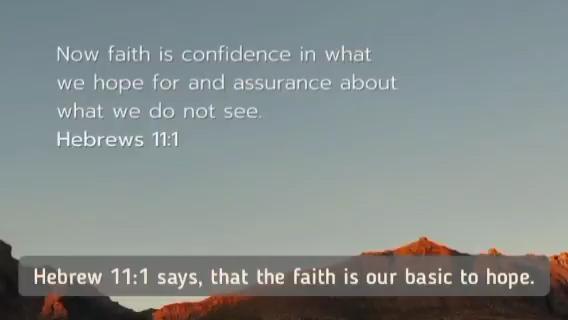 Now faith is confidence in what
we hope for and assurance about
what we do not see.
Hebrews 11:1
Hebrew 11:1 says, that the faith is our basic to hope.